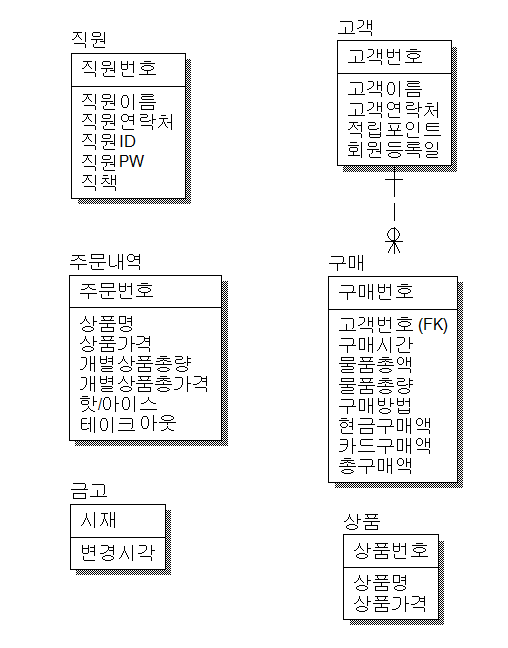 직원
직원번호
직원이름
직원연락처
직원ID
직원PW
직책
고객
고객번호
고객이름
고객연락처
적립포인트
회원등록일
주문내역
주문번호
상품명
상품가격
개별상품총량
개별상품총가격
핫/아이스
테이크아웃
구매
구매번호
고객번호 (FK)
구매시간
물품총액
물품총량
구매방법
현금구매액
카드구매액
총구매액
금고
시재
변경시각
상품
상품번호
상품명
상품가격